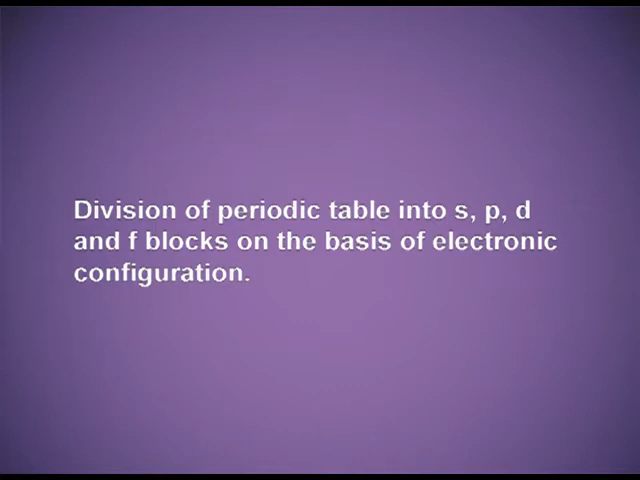 Division of periodic table into s, p, d
and f blocks on the basis of electronic
configuration.